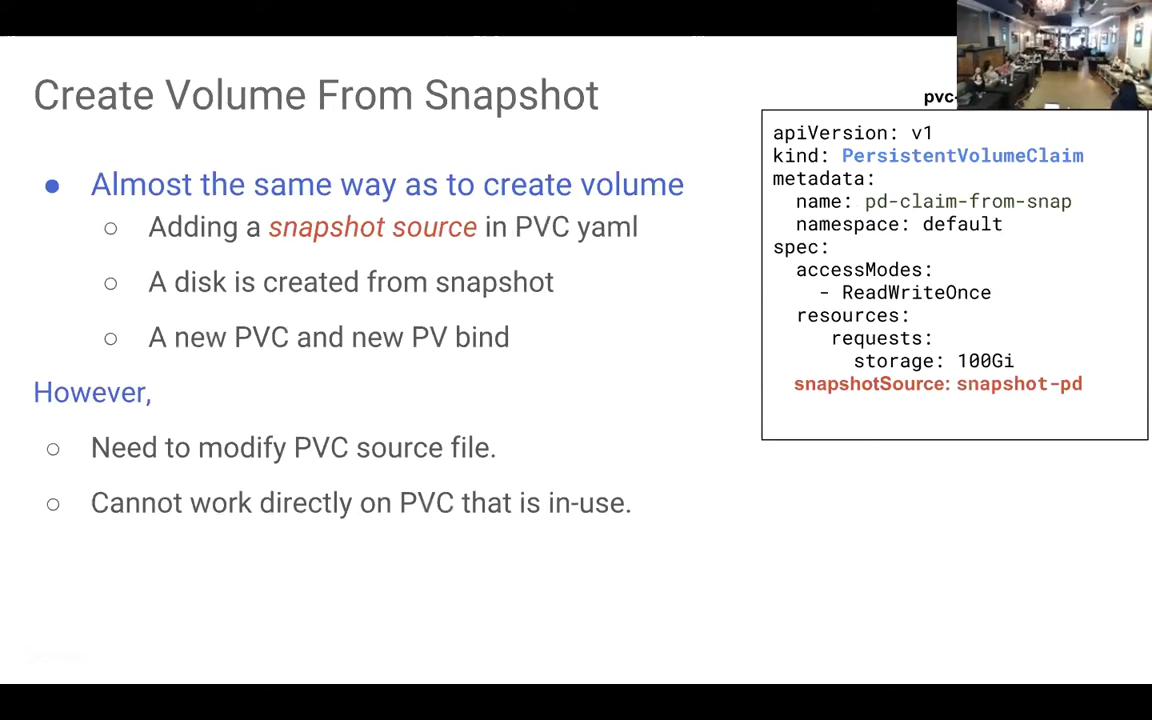 Create Volume From Snapshot
● Almost the same way as to create volume
○ Adding a snapshot source in PVC yaml
○ A disk is created from snapshot
○ A new PVC and new PV bind
However,
○ Need to modify PVC source file.
○ Cannot work directly on PVC that is in-use.
pvc-
apiVersion: v1
kind: PersistentVolumeClaim
metadata:
name: pd-claim-from-snap
namespace: default
spec:
accessModes:
- ReadWriteOnce
resources:
requests:
storage: 100Gi
snapshotSource: snapshot-pd